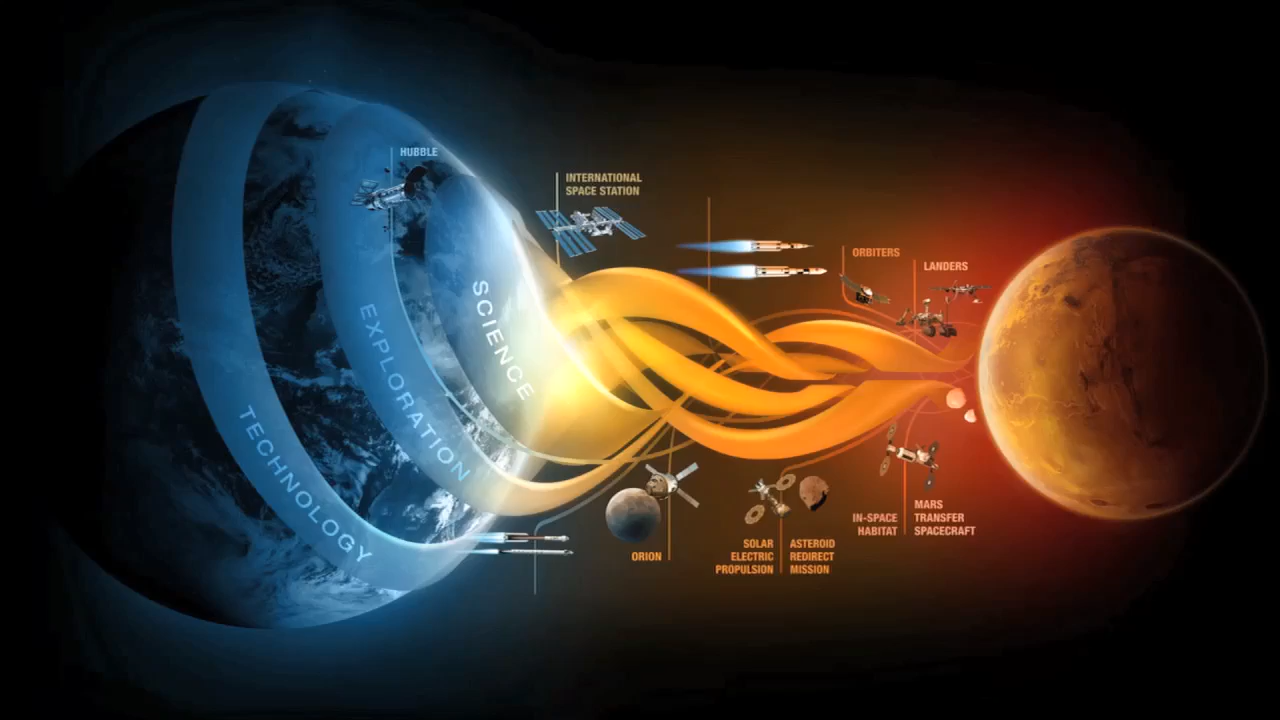 HUBBLE
INTERNATIONAL
SPACE STATION
ORBITERS
LANDERS
SCIENCE
EXPLORATION
TECHNOLOGY
ORION
SOLAR
ELECTRIC
PROPULSION
ASTEROID
REDIRECT
MISSION
IN-SPACE
HABITAT
MARS
TRANSFER
SPACECRAFT